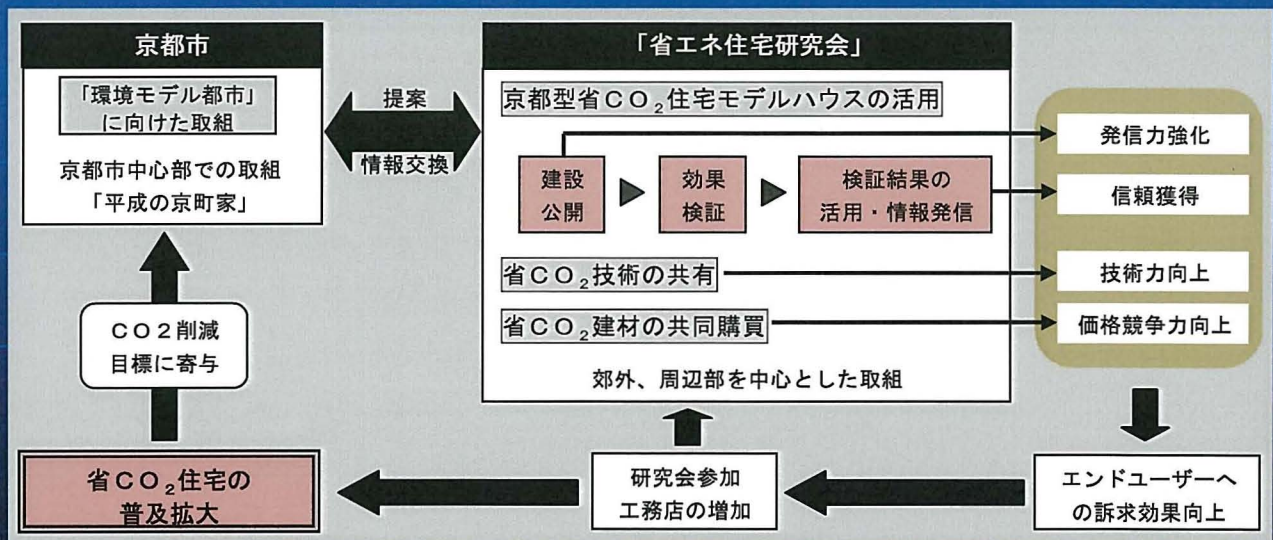 京都市
「環境モデル都市」
に向けた取組
京都市中心部での取組
「平成の京町家」
提案
情報交換
「省エネ住宅研究会」
京都型省CO₂住宅モデルハウスの活用
建設
公開
効果
検証
検証結果の
活用・情報発信
省CO₂技術の共有
省CO₂建材の共同購買
郊外、周辺部を中心とした取組
発信力強化
信頼獲得
技術力向上
価格競争力向上
CO2削減
目標に寄与
省CO₂住宅の
普及拡大
研究会参加
工務店の増加
エンドユーザーへ
の訴求効果向上